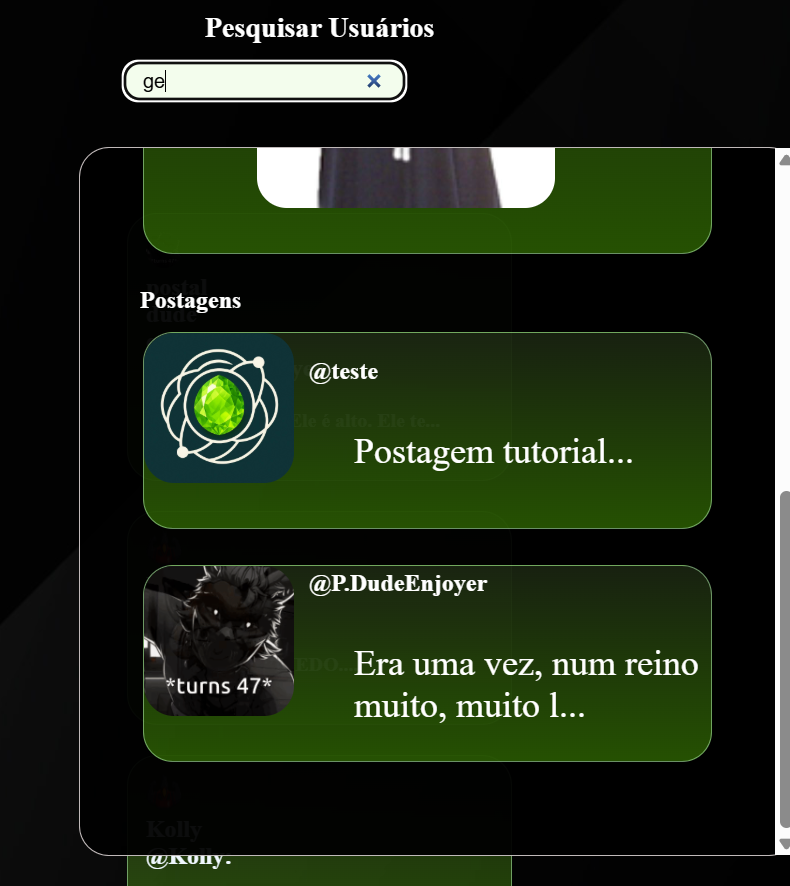 Pesquisar Usuários
ge
postal
dude
Postagens
@teste
Ele é alto. Ele te...
Postagem tutorial...
@P.DudeEnjoyer
Era uma vez, num reino
muito, muito l...
*turns 47*
Kolly
@Kolly: